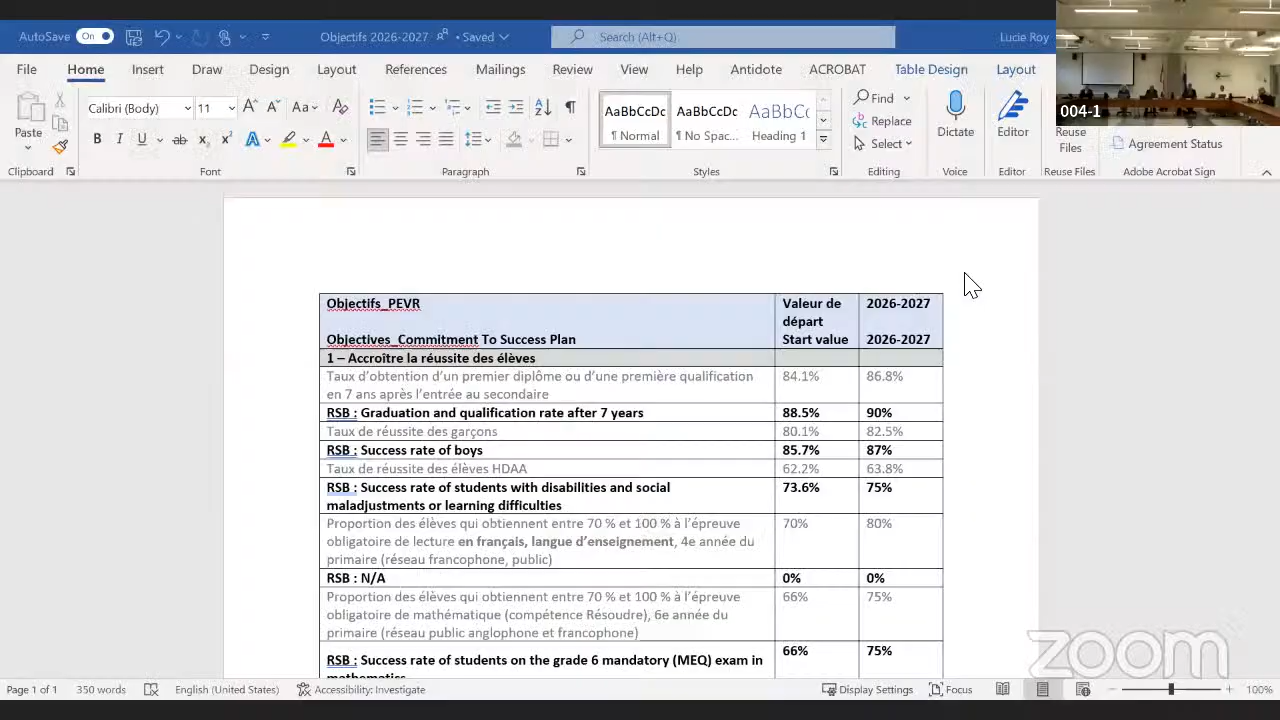 AutoSave On Objectifs 2026-2027 • Saved Search (Alt+Q) Lucie Roy
File Home Insert Draw Design Layout References Mailings Review View Help Antidote ACROBAT Table Design Layout
004-1
Paste
Calibri (Body) 11 Aa
B I U ab x₂ x² A A
AaBbCcDc AaBbCcDc AaBbCc
¶ Normal ¶ No Spac... Heading 1
Find
Replace
Select
Dictate
Editor
Reuse Files
Agreement Status
Clipboard Font Paragraph Styles Editing Voice Editor Reuse Files Adobe Acrobat Sign
Objectifs_PEVR Valeur de 2026-2027
départ
Objectives_Commitment To Success Plan Start value 2026-2027
1 – Accroître la réussite des élèves
Taux d’obtention d’un premier diplôme ou d’une première qualification 84.1% 86.8%
en 7 ans après l’entrée au secondaire
RSB : Graduation and qualification rate after 7 years 88.5% 90%
Taux de réussite des garçons 80.1% 82.5%
RSB : Success rate of boys 85.7% 87%
Taux de réussite des élèves HDAA 62.2% 63.8%
RSB : Success rate of students with disabilities and social 73.6% 75%
maladjustments or learning difficulties
Proportion des élèves qui obtiennent entre 70 % et 100 % à l’épreuve 70% 80%
obligatoire de lecture en français, langue d’enseignement, 4e année du
primaire (réseau francophone, public)
RSB : N/A 0% 0%
Proportion des élèves qui obtiennent entre 70 % et 100 % à l’épreuve 66% 75%
obligatoire de mathématique (compétence Résoudre), 6e année du
primaire (réseau public anglophone et francophone)
RSB : Success rate of students on the grade 6 mandatory (MEQ) exam in 66% 75%
mathematics
zoom
Page 1 of 1 350 words English (United States) Accessibility: Investigate Display Settings Focus 100%